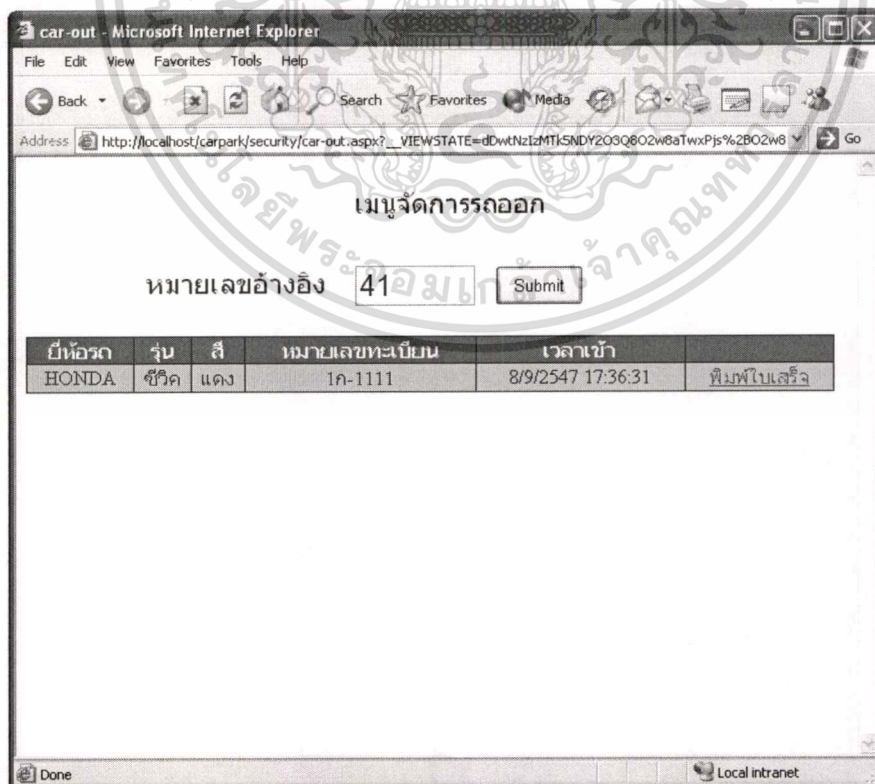 car-out - Microsoft Internet Explorer
File Edit View Favorites Tools Help
Back Search Favorites Media
Address http://localhost/carpark/security/car-out.aspx?__VIEWSTATE=dDwtNzIzMTk5NDY2O3Q8O2w8aTwxPjs%2BO2w8 Go
เมนูจัดการรถออก
หมายเลขอ้างอิง 41 Submit
ยี่ห้อรถ รุ่น สี หมายเลขทะเบียน เวลาเข้า
HONDA ซีวิค แดง 1ก-1111 8/9/2547 17:36:31 พิมพ์ใบเสร็จ
Done Local intranet